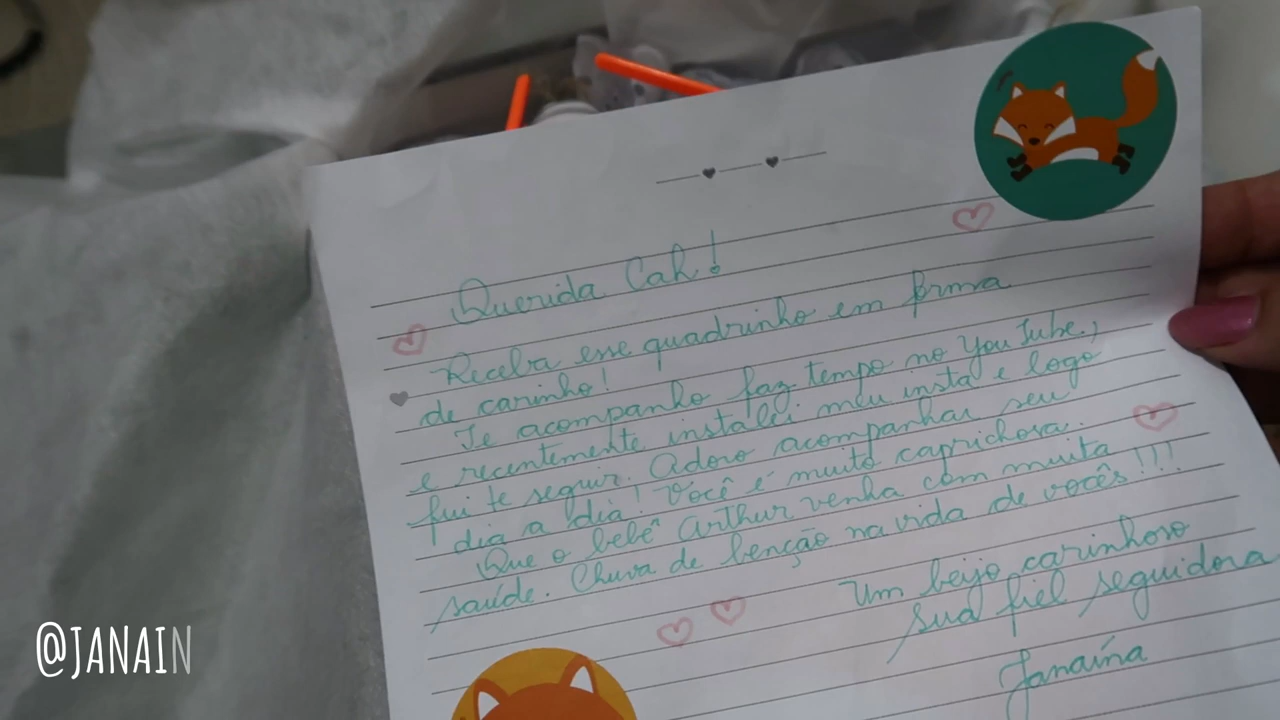 Querida Cah!
Receba esse quadrinho em forma
de carinho!
Te acompanho faz tempo no YouTube,
e recentemente instalei meu insta e logo
fui te seguir. Adoro acompanhar seu
dia a dia! Você é muito caprichosa.
Que o bebê Arthur venha com muita
saúde. Chuva de benção na vida de vocês!!!
Um beijo carinhoso
sua fiel seguidora
Janaína
@JANAIN